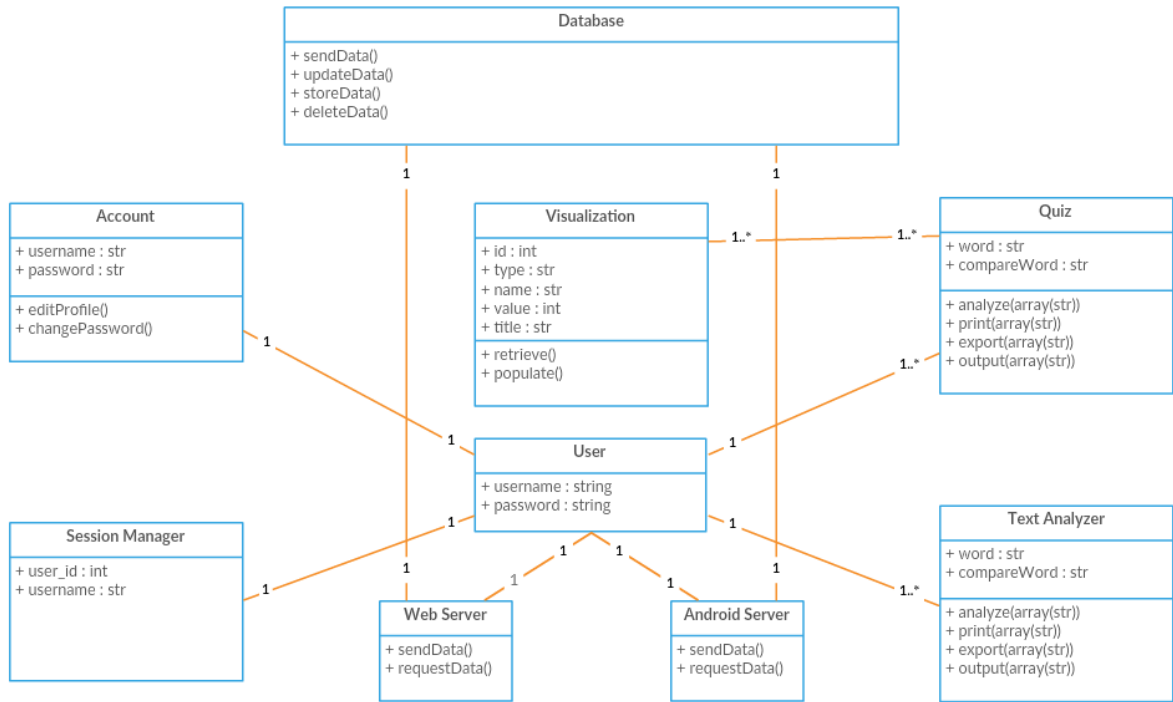 Database
+ sendData()
+ updateData()
+ storeData()
+ deleteData()
1
1
Account
+ username : str
+ password : str
+ editProfile()
+ changePassword()
1
Visualization
+ id : int
+ type : str
+ name : str
+ value : int
+ title : str
+ retrieve()
+ populate()
1..*
1..*
Quiz
+ word : str
+ compareWord : str
+ analyze(array(str))
+ print(array(str))
+ export(array(str))
+ output(array(str))
1..*
1
1
User
+ username : string
+ password : string
1
1
1
1
Session Manager
+ user_id : int
+ username : str
1
1
1
1
1
Web Server
+ sendData()
+ requestData()
Android Server
+ sendData()
+ requestData()
Text Analyzer
+ word : str
+ compareWord : str
1..*
+ analyze(array(str))
+ print(array(str))
+ export(array(str))
+ output(array(str))